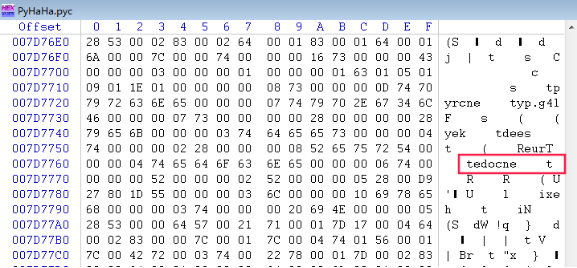 PyHaHa.pyc
Offset 0 1 2 3 4 5 6 7 8 9 A B C D E F
007D76E0 28 53 00 02 83 00 02 64 00 01 83 00 01 64 00 01 (S ▌ d ▌ d
007D76F0 6A 00 00 7C 00 00 74 00 00 00 16 73 00 00 00 43 j | t s C
007D7700 00 00 00 03 00 00 01 00 00 00 01 63 01 05 01 c
007D7710 09 01 1E 01 00 00 00 00 08 73 00 00 00 0D 74 70 s tp
007D7720 79 72 63 6E 65 00 00 00 07 74 79 70 2E 67 34 6C yrcne typ.g4l
007D7730 46 00 00 00 07 73 00 00 00 00 28 00 00 00 00 28 F s ( (
007D7740 79 65 6B 00 00 00 03 74 64 65 65 73 00 00 00 04 yek tdees
007D7750 74 00 00 00 02 28 00 00 00 08 52 65 75 72 54 00 t ( ReurT
007D7760 00 00 04 74 65 64 6F 63 6E 65 00 00 00 06 74 00 tedocne t
007D7770 00 00 00 52 00 00 00 02 52 00 00 05 28 00 D9 R R (U
007D7780 27 80 1D 55 00 00 00 03 6C 00 00 00 10 69 78 65 '▌U l ixe
007D7790 68 00 00 00 03 74 00 00 00 20 69 4E 00 00 00 05 h t iN
007D77A0 28 53 00 00 64 57 00 21 71 00 01 7D 17 00 04 64 (S dW !q } d
007D77B0 00 02 83 00 00 7C 00 01 7C 00 04 74 01 56 00 01 ▌ | | tV
007D77C0 7C 00 42 72 00 03 74 00 22 78 00 01 7D 00 02 83 | Br t "x } ▌